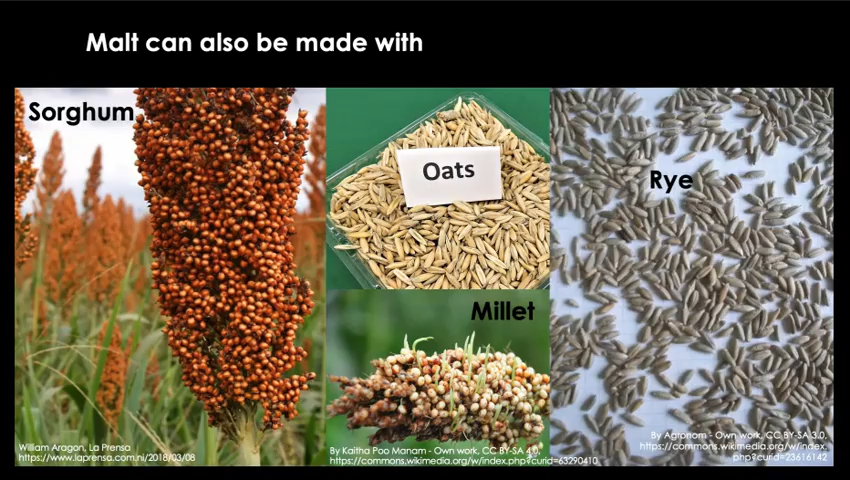 Malt can also be made with
Sorghum
Oats
Rye
Millet
William Aragon, La Prensa
https://www.laprensa.com.ni/2018/03/08
By Kaitha Poo Manam - Own work, CC BY-SA 4.0,
https://commons.wikimedia.org/w/index.php?curid=63290410
By Agronom - Own work, CC BY-SA 3.0,
https://commons.wikimedia.org/w/index.
php?curid=23616142